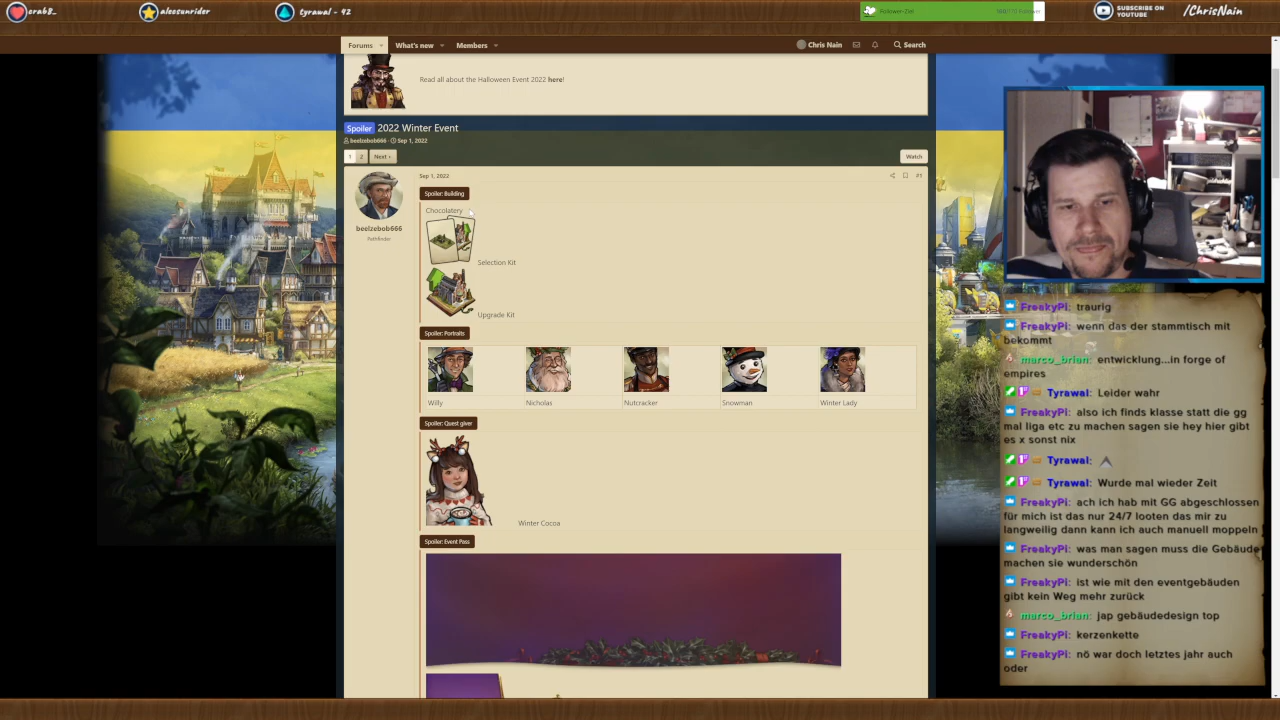 crab8_
aleosunrider
tyrawal - 42
Follower-Ziel
SUBSCRIBE ON YOUTUBE
/ChrisNain
Forums
What's new
Members
Chris Nain
Search
Read all about the Halloween Event 2022 here!
Spoiler 2022 Winter Event
beelzebob666 Sep 1, 2022
1 2 Next
Watch
Sep 1, 2022
#1
beelzebob666
Pathfinder
Spoiler: Building
Chocolatery
Selection Kit
Upgrade Kit
Spoiler: Portraits
Willy
Nicholas
Nutcracker
Snowman
Winter Lady
Spoiler: Quest giver
Winter Cocoa
Spoiler: Event Pass
FreakyPi: traurig
FreakyPi: wenn das der stammtisch mit
bekommt
marco_brian: entwicklung...in forge of
empires
Tyrawal: Leider wahr
FreakyPi: also ich finds klasse statt die gg
mal liga etc zu machen sagen sie hey hier gibt
es x sonst nix
Tyrawal:
Tyrawal: Wurde mal wieder Zeit
FreakyPi: ach ich hab mit GG abgeschlossen
für mich ist das nur 24/7 looten das mir zu
langweilig dann kann ich auch manuell moppeln
FreakyPi: was man sagen muss die Gebäude
machen sie wunderschön
FreakyPi: ist wie mit den eventgebäuden
gibt kein Weg mehr zurück
marco_brian: jap gebäudedesign top
FreakyPi: kerzenkette
FreakyPi: nö war doch letztes jahr auch
oder